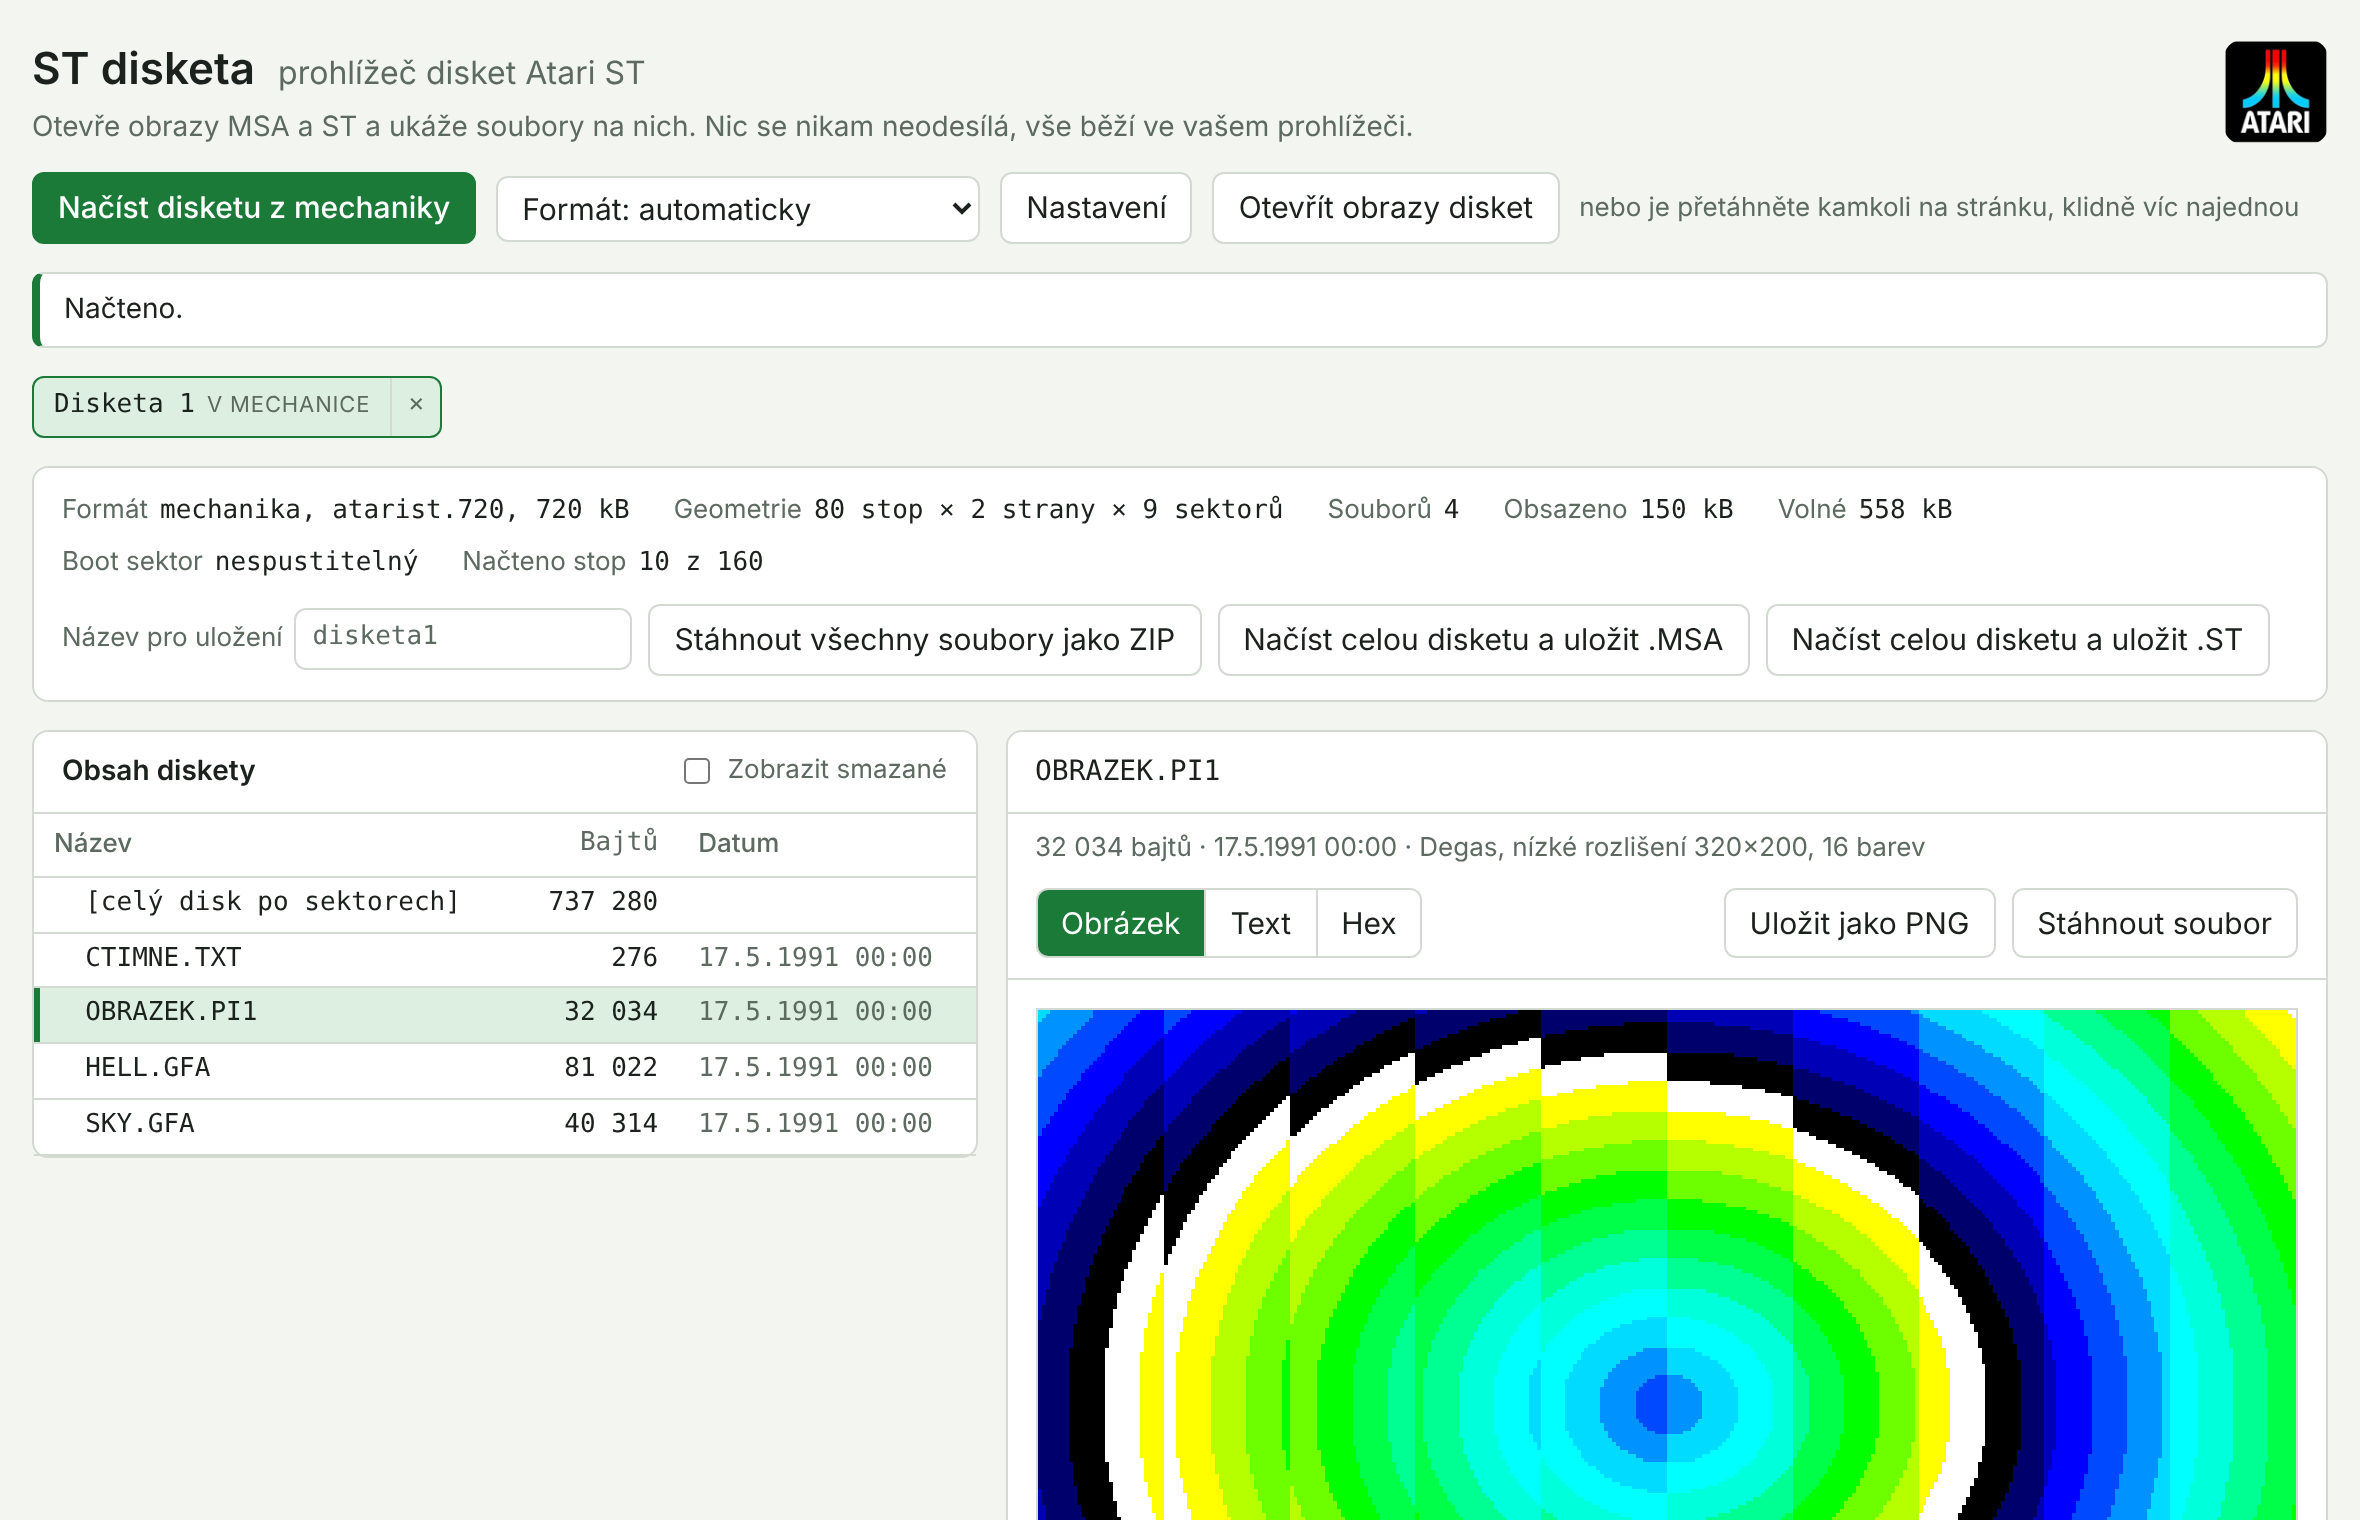 ST disketa prohlížeč disket Atari ST
Otevře obrazy MSA a ST a ukáže soubory na nich. Nic se nikam neodesílá, vše běží ve vašem prohlížeči.
ATARI
Načíst disketu z mechaniky Formát: automaticky Nastavení Otevřít obrazy disket nebo je přetáhněte kamkoli na stránku, klidně víc najednou
Načteno.
Disketa 1 V MECHANICE ×
Formát mechanika, atarist.720, 720 kB Geometrie 80 stop × 2 strany × 9 sektorů Souborů 4 Obsazeno 150 kB Volné 558 kB
Boot sektor nespustitelný Načteno stop 10 z 160
Název pro uložení disketa1 Stáhnout všechny soubory jako ZIP Načíst celou disketu a uložit .MSA Načíst celou disketu a uložit .ST
Obsah diskety Zobrazit smazané
Název Bajtů Datum
[celý disk po sektorech] 737 280
CTIMNE.TXT 276 17.5.1991 00:00
OBRAZEK.PI1 32 034 17.5.1991 00:00
HELL.GFA 81 022 17.5.1991 00:00
SKY.GFA 40 314 17.5.1991 00:00
OBRAZEK.PI1
32 034 bajtů · 17.5.1991 00:00 · Degas, nízké rozlišení 320×200, 16 barev
Obrázek Text Hex Uložit jako PNG Stáhnout soubor